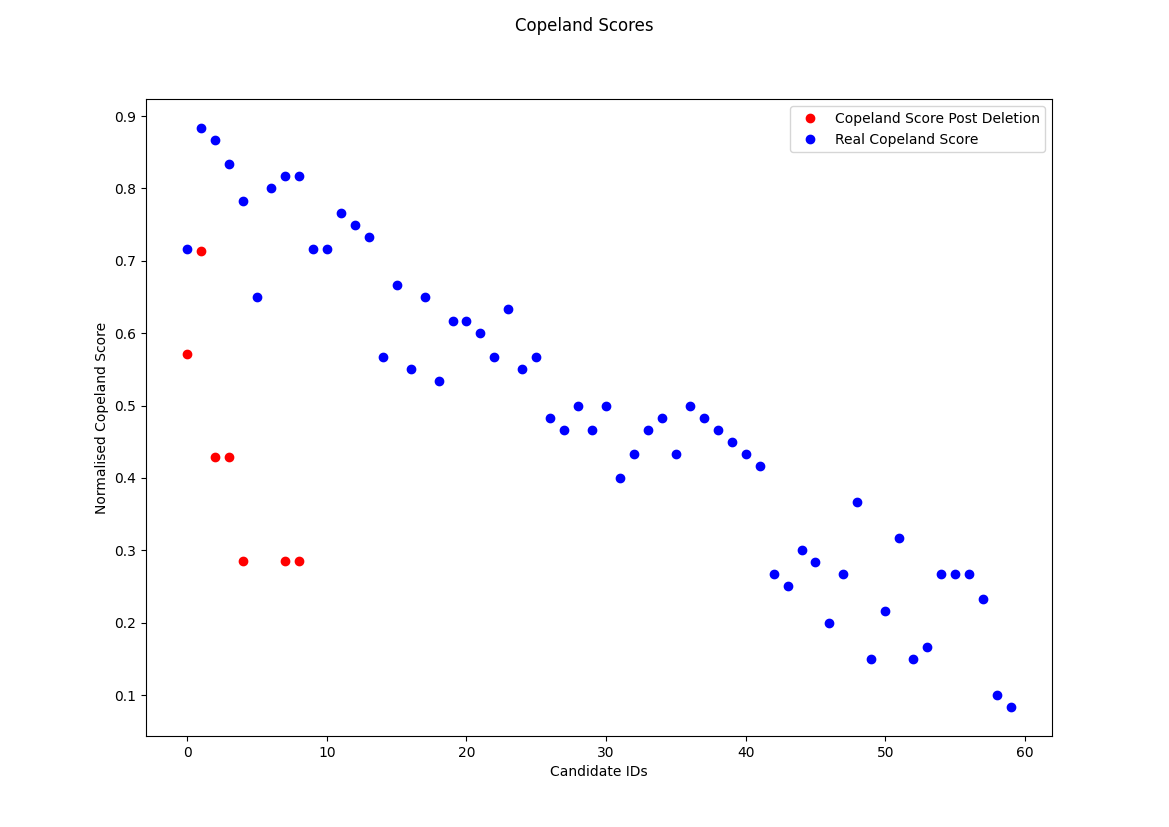 Copeland Scores
Copeland Score Post Deletion
Real Copeland Score
Normalised Copeland Score
0.9
0.8
0.7
0.6
0.5
0.4
0.3
0.2
0.1
0 10 20 30 40 50 60
Candidate IDs